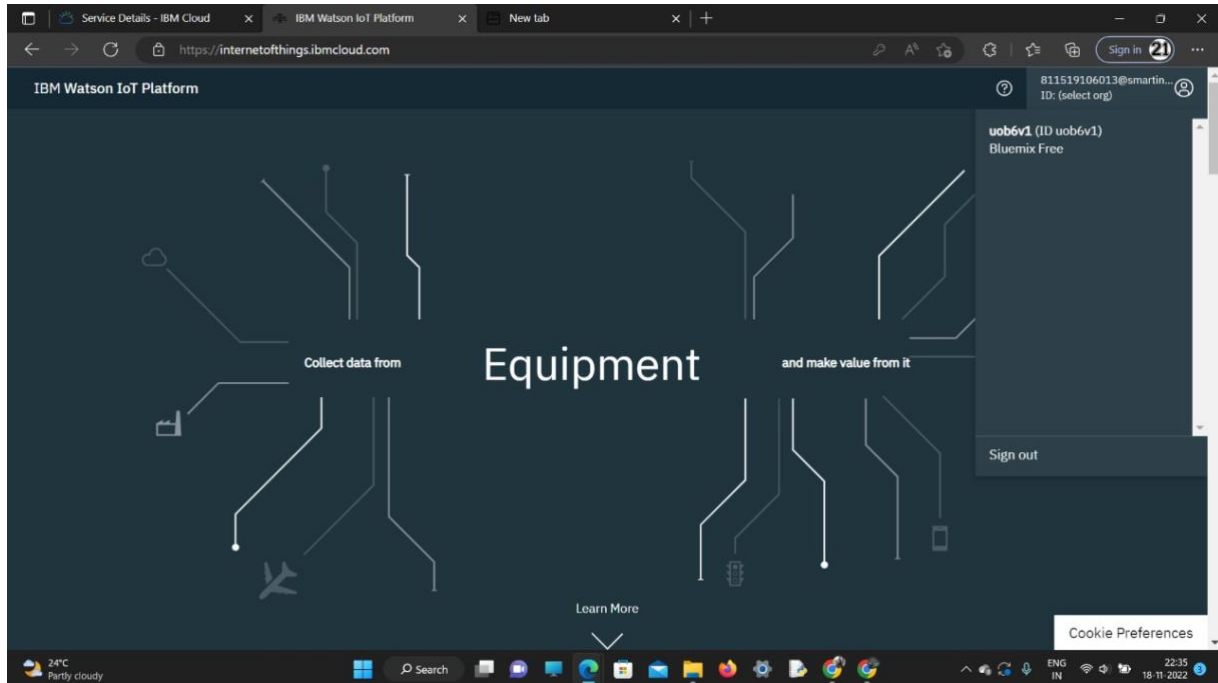 Service Details - IBM Cloud
IBM Watson IoT Platform
New tab
https://internetofthings.ibmcloud.com
Sign in
21
IBM Watson IoT Platform
811519106013@smartin...
ID: (select org)
uob6v1 (ID uob6v1)
Bluemix Free
Collect data from
Equipment
and make value from it
Sign out
Learn More
Cookie Preferences
24°C
Partly cloudy
Search
ENG
IN
22:35
18-11-2022
3